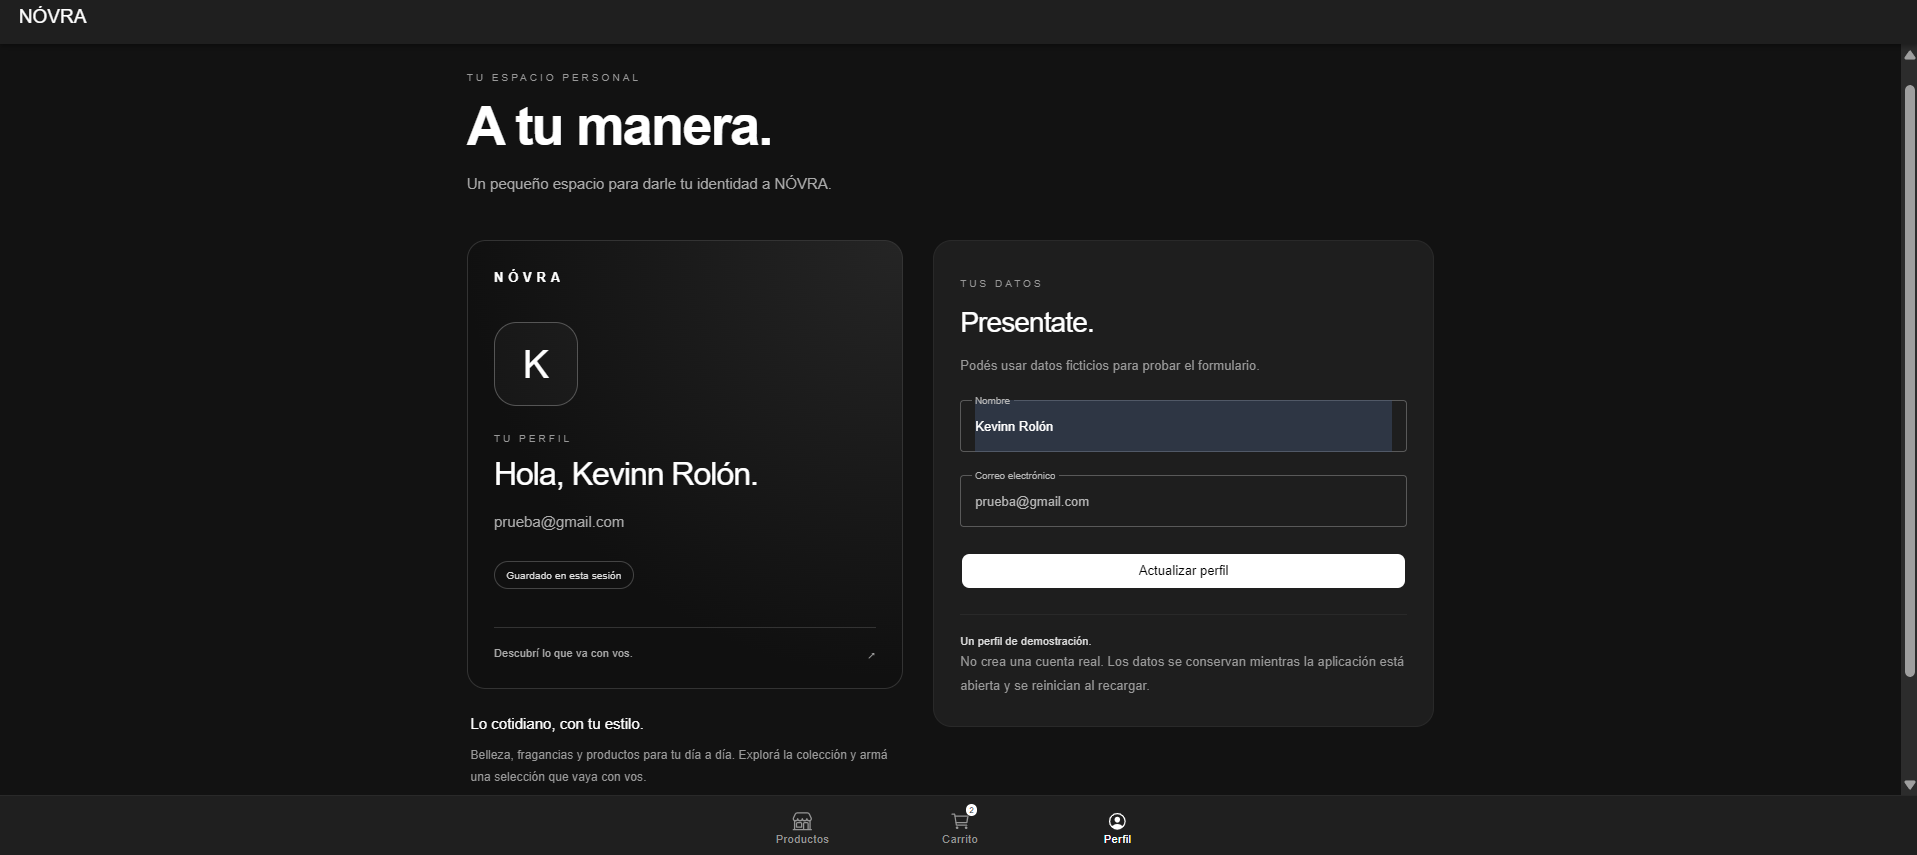 NÓVRA
TU ESPACIO PERSONAL
A tu manera.
Un pequeño espacio para darle tu identidad a NÓVRA.
NÓVRA
K
TU PERFIL
Hola, Kevinn Rolón.
prueba@gmail.com
Guardado en esta sesión
Descubrí lo que va con vos.
Lo cotidiano, con tu estilo.
Belleza, fragancias y productos para tu día a día. Explorá la colección y armá
una selección que vaya con vos.
TUS DATOS
Presentate.
Podés usar datos ficticios para probar el formulario.
Nombre
Kevinn Rolón
Correo electrónico
prueba@gmail.com
Actualizar perfil
Un perfil de demostración.
No crea una cuenta real. Los datos se conservan mientras la aplicación está
abierta y se reinician al recargar.
Productos
2
Carrito
Perfil